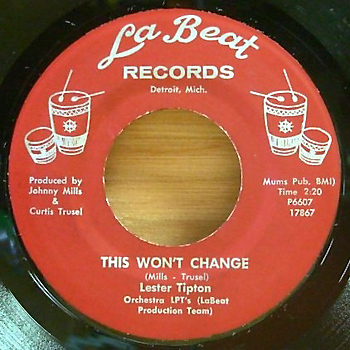 La Beat
RECORDS
Detroit, Mich.
Produced by
Johnny Mills
&
Curtis Trusel
Mums Pub. BMI)
Time 2:20
P6607
17867
THIS WON'T CHANGE
(Mills - Trusel)
Lester Tipton
Orchestra LPT's (LaBeat
Production Team)